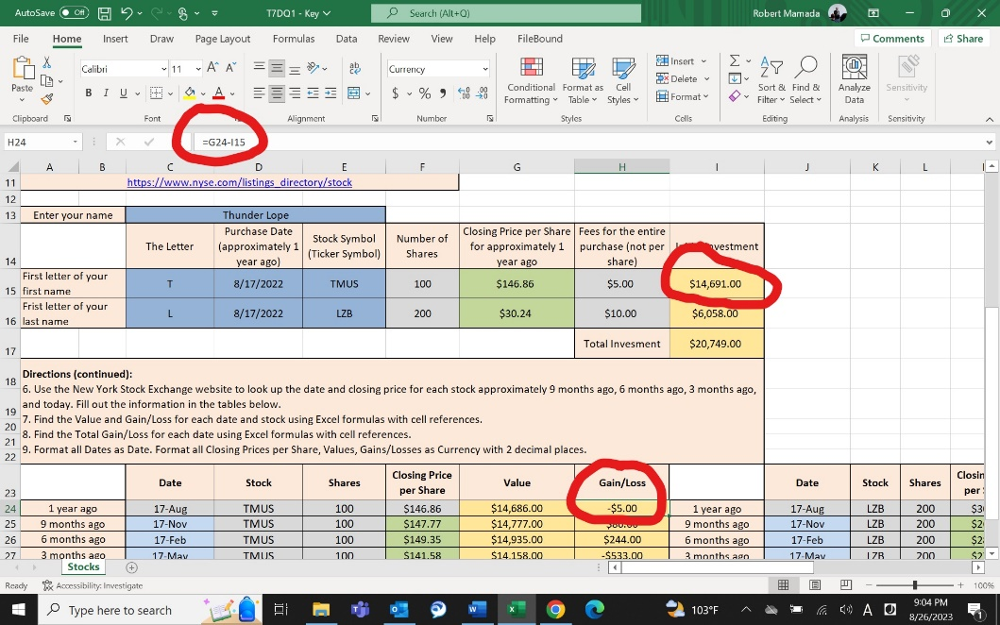 AutoSave Off T7DQ1 - Key Search (Alt+Q) Robert Mamada
File Home Insert Draw Page Layout Formulas Data Review View Help FileBound Comments Share
Paste Calibri 11 A A ab Currency Conditional Format as Cell Insert Σ Sort & Find & Analyze Sensitivity
B I U A $ % 9 Formatting Table Styles Delete Filter Select Data
Format
Clipboard Font Alignment Number Styles Cells Editing Analysis Sensitivity
H24 =G24-I15
A B C D E F G H I J K L
11 https://www.nyse.com/listings_directory/stock
12
13 Enter your name Thunder Lope
14 The Letter Purchase Date (approximately 1 year ago) Stock Symbol (Ticker Symbol) Number of Shares Closing Price per Share for approximately 1 year ago Fees for the entire purchase (not per share)
15 First letter of your first name T 8/17/2022 TMUS 100 $146.86 $5.00 $14,691.00
16 Frist letter of your last name L 8/17/2022 LZB 200 $30.24 $10.00 $6,058.00
17 Total Invesment $20,749.00
18 Directions (continued):
6. Use the New York Stock Exchange website to look up the date and closing price for each stock approximately 9 months ago, 6 months ago, 3 months ago,
19 and today. Fill out the information in the tables below.
20 7. Find the Value and Gain/Loss for each date and stock using Excel formulas with cell references.
21 8. Find the Total Gain/Loss for each date using Excel formulas with cell references.
22 9. Format all Dates as Date. Format all Closing Prices per Share, Values, Gains/Losses as Currency with 2 decimal places.
23 Date Stock Shares Closing Price per Share Value Gain/Loss Date Stock Shares
24 1 year ago 17-Aug TMUS 100 $146.86 $14,686.00 -$5.00 1 year ago 17-Aug LZB 200
25 9 months ago 17-Nov TMUS 100 $147.77 $14,777.00 9 months ago 17-Nov LZB 200
26 6 months ago 17-Feb TMUS 100 $149.35 $14,935.00 $244.00 6 months ago 17-Feb LZB 200
27 3 months ago 17-May TMUS 100 $141.58 $14,158.00 -$533.00 3 months ago 17-May LZB 200
Stocks
Ready Accessibility: Investigate 100%
Type here to search 103°F A 9:04 PM
8/26/2023